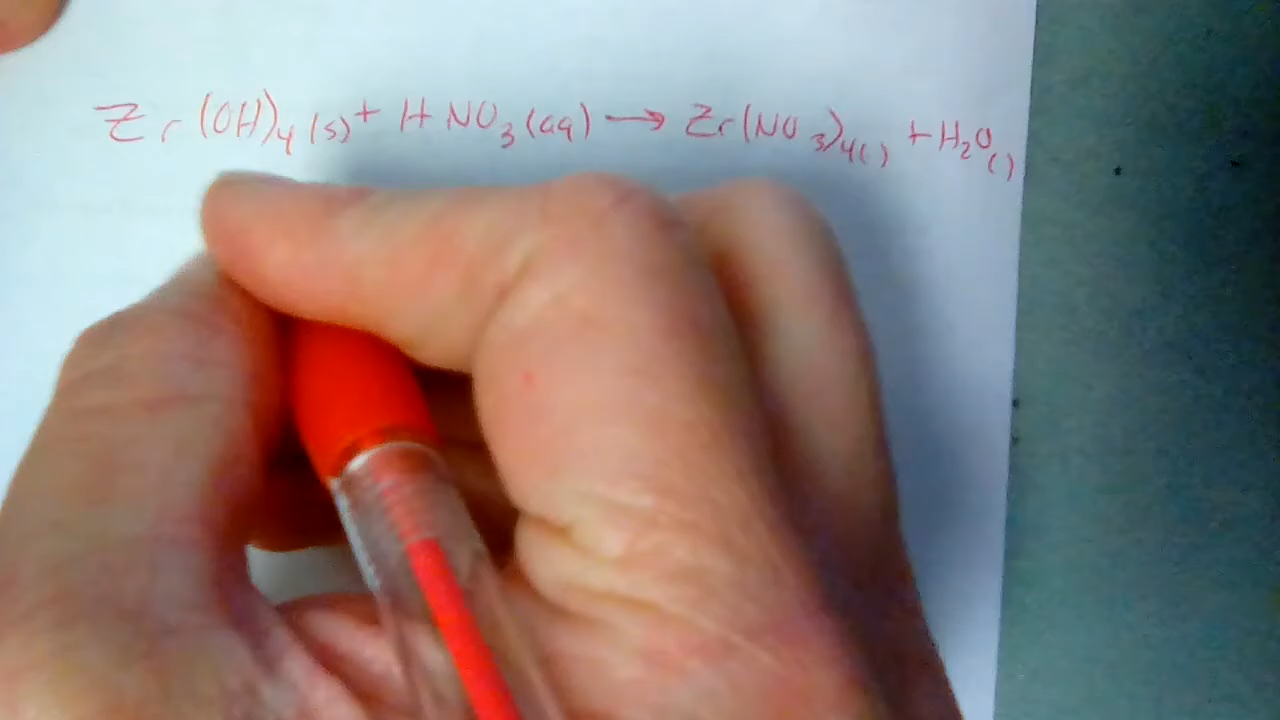 Zr(OH)₄(s) + HNO₃(aq) → Zr(NO₃)₄( ) + H₂O( )